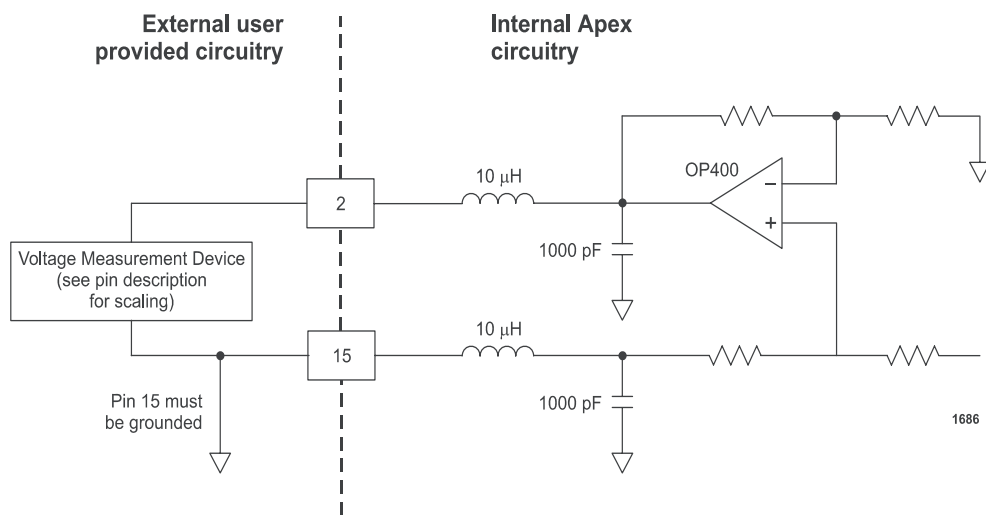 External user
provided circuitry
Internal Apex
circuitry
OP400
10 μH
2
−
+
1000 pF
Voltage Measurement Device
(see pin description
for scaling)
10 μH
15
Pin 15 must
be grounded
1000 pF
1686